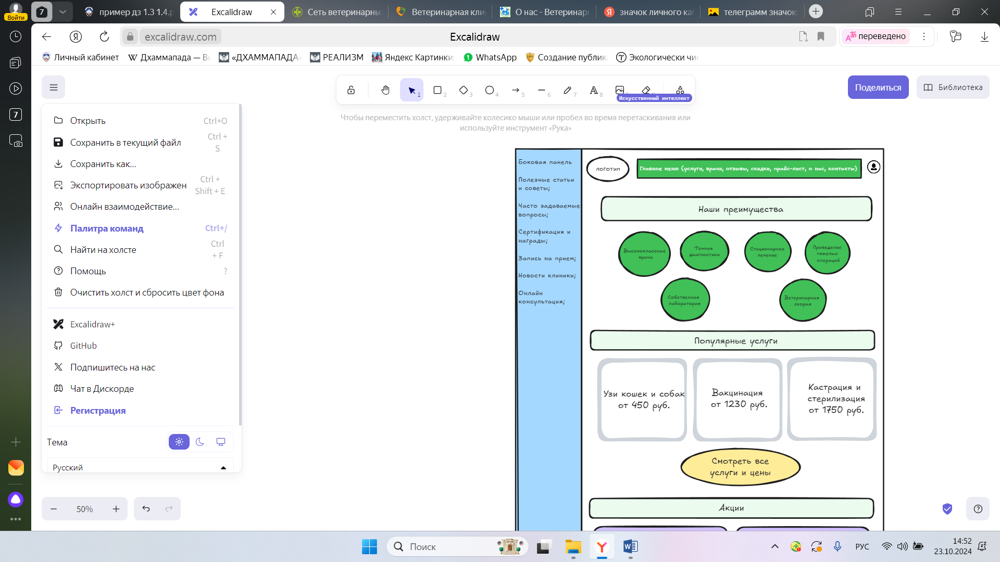 Войти
7
пример дз 1.3 1.4.р
Excalidraw
Сеть ветеринарны
Ветеринарная кли
О нас - Ветеринар
значок личного каб
телеграмм значок
excalidraw.com
Excalidraw
переведено
Личный кабинет
Дхаммапада — Ви
«ДХАММАПАДА»
РЕАЛИЗМ
Яндекс Картинки:
WhatsApp
Создание публик
Экологически чис
7
1
2
3
4
5
6
7
8
Искусственный интеллект
Поделиться
Библиотека
Чтобы переместить холст, удерживайте колесико мыши или пробел во время перетаскивания или
используйте инструмент «Рука»
Открыть Ctrl+O
Сохранить в текущий файл Ctrl + S
Сохранить как...
Экспортировать изображен Ctrl + Shift + E
Онлайн взаимодействие...
Палитра команд Ctrl+/
Найти на холсте Ctrl + F
Помощь ?
Очистить холст и сбросить цвет фона
Excalidraw+
GitHub
Подпишитесь на нас
Чат в Дискорде
Регистрация
Тема
Русский
50%
Боковая панель
Полезные статьи
и советы;
Часто задаваемые
вопросы;
Сертификация и
награды;
Запись на прием;
Новости клиники;
Онлайн
консультация;
логотип
Главное меню (услуги, врачи, отзывы, скидки, прайс-лист, о нас, контакты)
Наши преимущества
Высококлассные
врачи
Точная
диагностика
Стационарное
лечение
Проведение
тяжелых
операций
Собственная
лаборатория
Ветеринарная
скорая
Популярные услуги
Узи кошек и собак
от 450 руб.
Вакцинация
от 1230 руб.
Кастрация и
стерилизация
от 1750 руб.
Смотреть все
услуги и цены
Акции
Поиск
РУС
14:52
23.10.2024